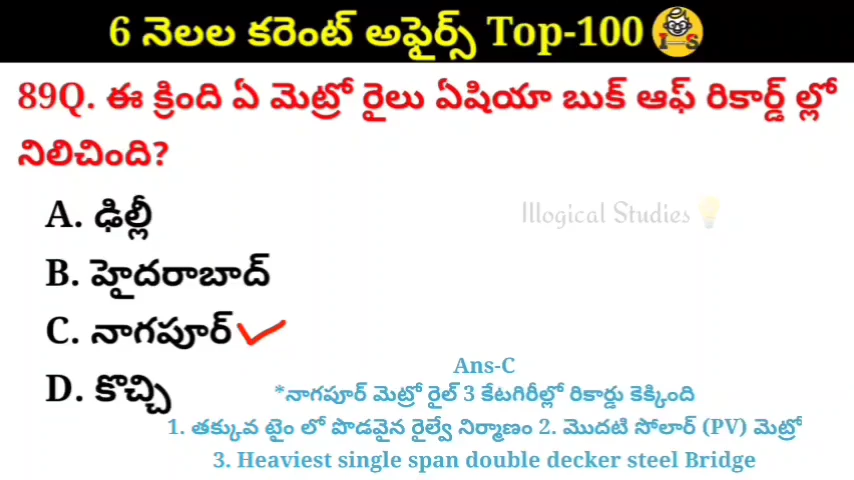 6 నెలల కరెంట్ అఫైర్స్ Top-100
I S
89Q. ఈ క్రింది ఏ మెట్రో రైలు ఏషియా బుక్ ఆఫ్ రికార్డ్ ల్లో
నిలిచింది?
A. ఢిల్లీ
Illogical Studies
B. హైదరాబాద్
C. నాగపూర్
D. కొచ్చి
Ans-C
*నాగపూర్ మెట్రో రైల్ 3 కేటగిరీల్లో రికార్డు కెక్కింది
1. తక్కువ టైం లో పొడవైన రైల్వే నిర్మాణం 2. మొదటి సోలార్ (PV) మెట్రో
3. Heaviest single span double decker steel Bridge